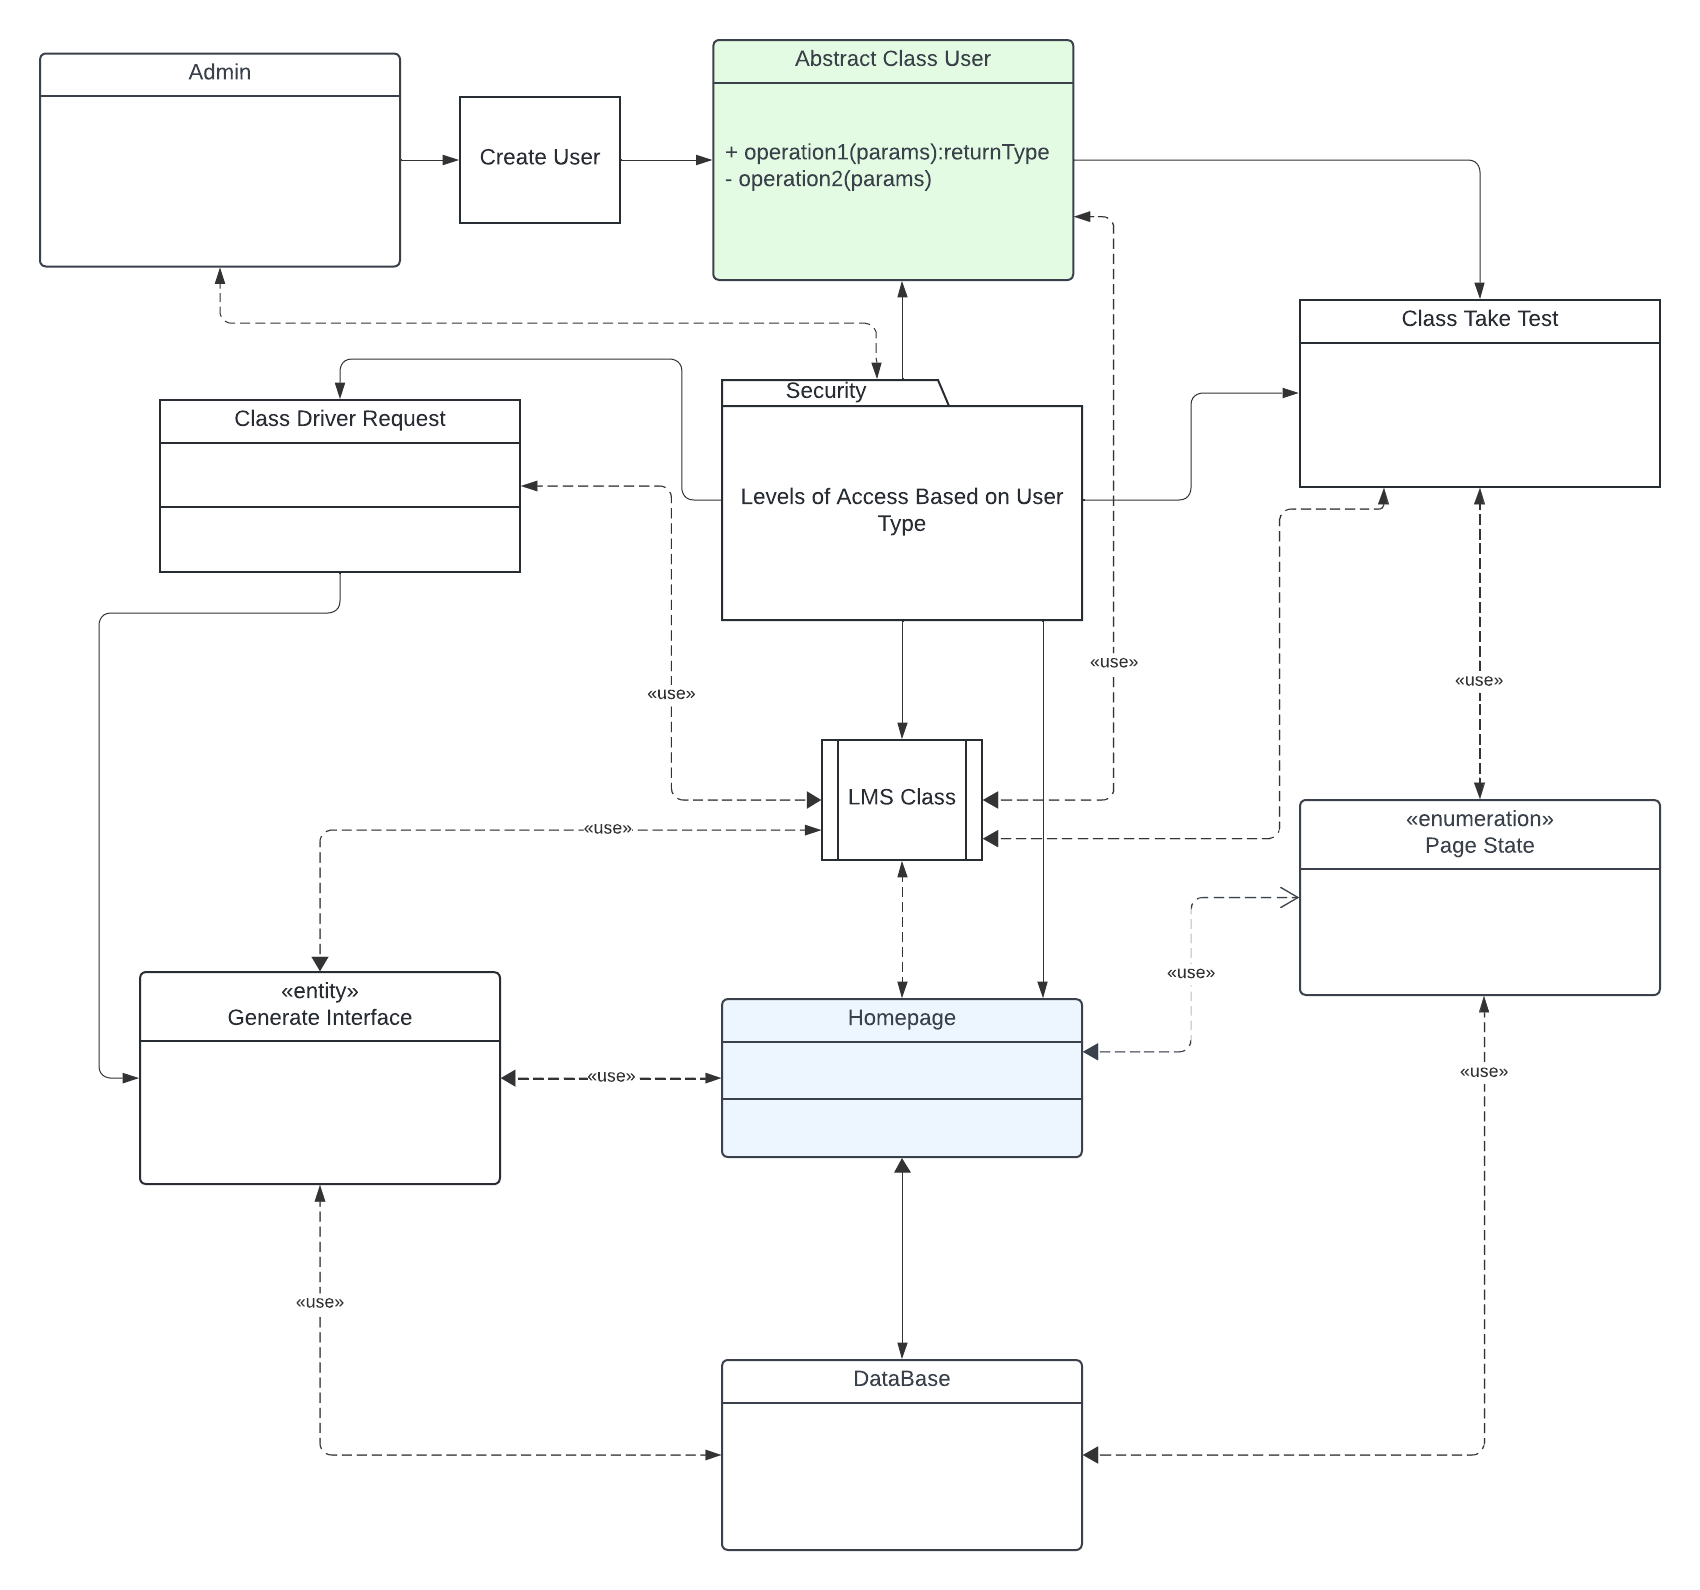 Admin
Abstract Class User
Create User
+ operation1(params):returnType
- operation2(params)
Class Take Test
Security
Class Driver Request
Levels of Access Based on User
Type
«use»
«use»
«use»
LMS Class
«use»
«enumeration»
Page State
«use»
«entity»
Generate Interface
Homepage
«use»
«use»
«use»
DataBase